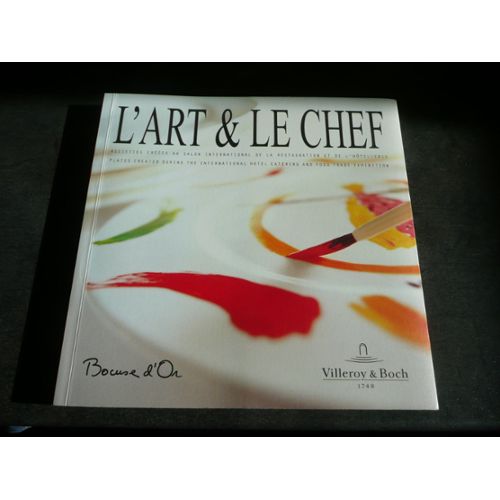 L'ART & LE CHEF
ASSIETTES CRÉÉES AU SALON INTERNATIONAL DE LA RESTAURATION ET DE L'HÔTELLERIE
PLATES CREATED DURING THE INTERNATIONAL HOTEL CATERING AND FOOD TRADE EXHIBITION
Bocuse d'Or
Villeroy & Boch
1748